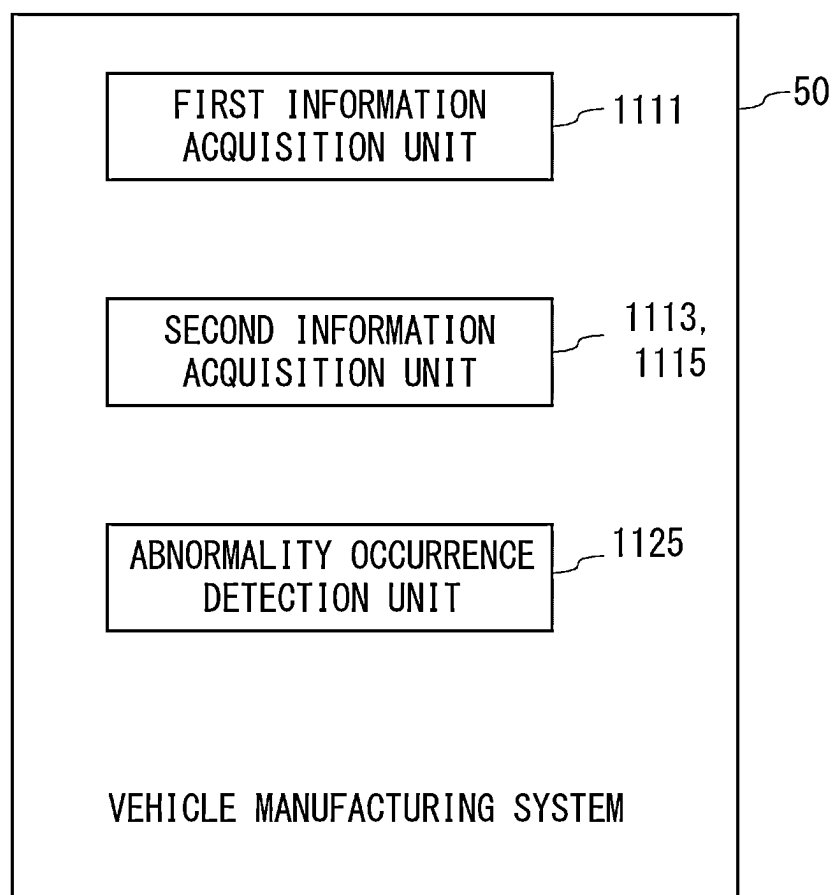 FIRST INFORMATION
ACQUISITION UNIT
1111
50
SECOND INFORMATION
ACQUISITION UNIT
1113,
1115
ABNORMALITY OCCURRENCE
DETECTION UNIT
1125
VEHICLE MANUFACTURING SYSTEM